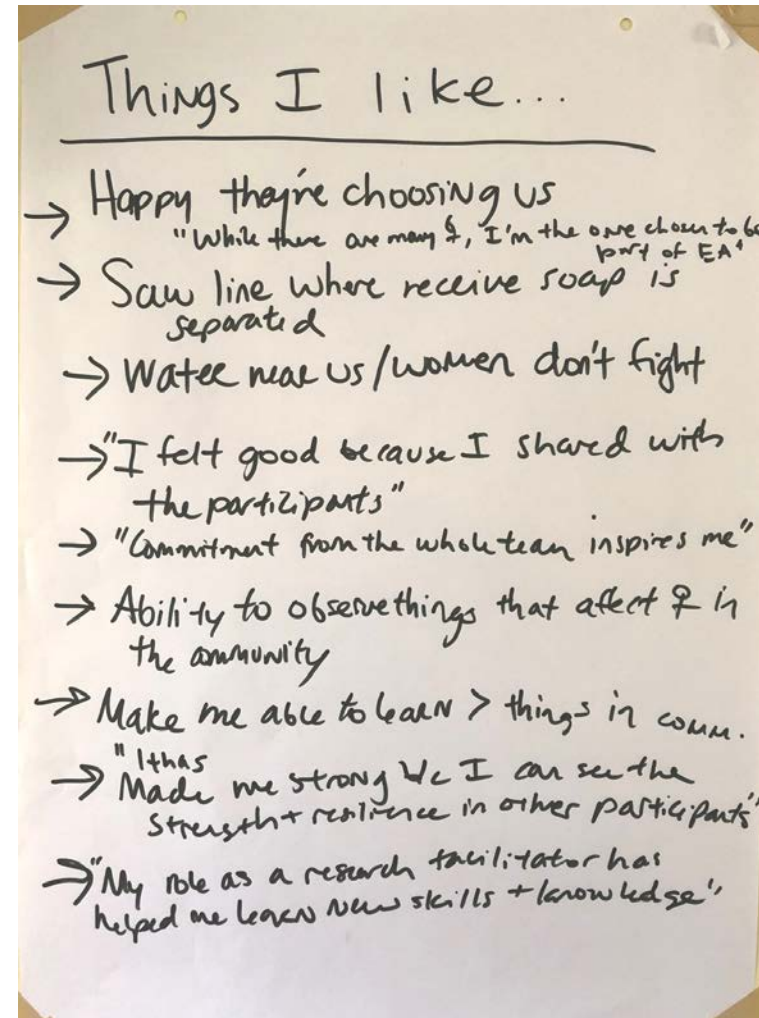 Things I like...
→ Happy they're choosing us
"While there are many ♀, I'm the one chosen to be
part of EA"
→ Saw line where receive soap is
separated
→ Water near us/women don't fight
→ "I felt good because I shared with
the participants"
→ "Commitment from the whole team inspires me"
→ Ability to observe things that affect ♀ in
the community
→ Make me able to learn > things in comm.
"It has
→ Made me strong b/c I can see the
strength + resilience in other participants"
→ "My role as a research facilitator has
helped me learn new skills + knowledge"